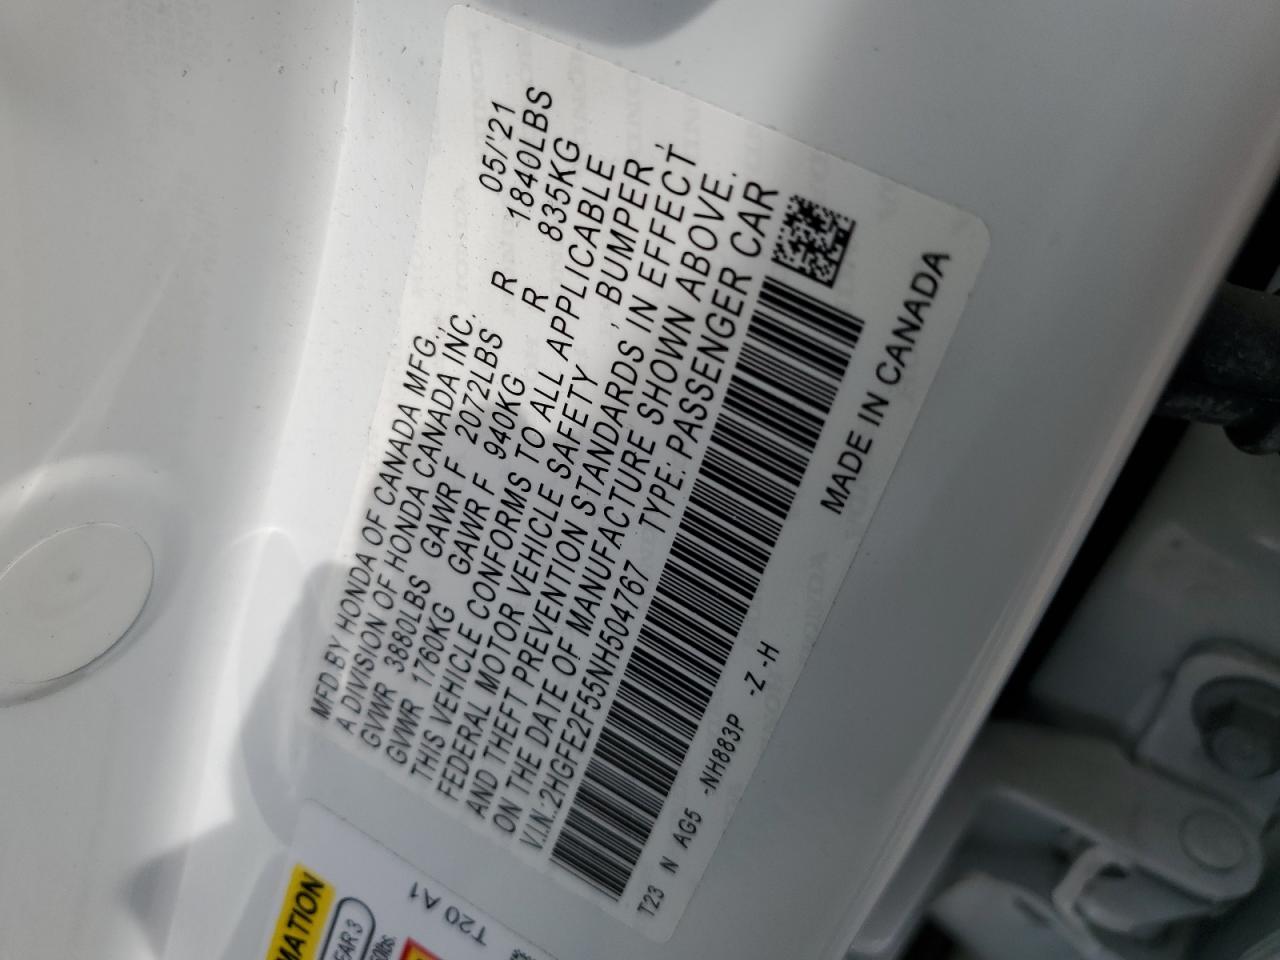 MFD.BY HONDA OF CANADA MFG.,
A DIVISION OF HONDA CANADA INC. 05/'21
GVWR 3880LBS GAWR F 2072LBS R 1840LBS
GVWR 1760KG GAWR F 940KG R 835KG
THIS VEHICLE CONFORMS TO ALL APPLICABLE
FEDERAL MOTOR VEHICLE SAFETY , BUMPER ,
AND THEFT PREVENTION STANDARDS IN EFFECT
ON THE DATE OF MANUFACTURE SHOWN ABOVE.
V.I.N.:2HGFE2F55NH504767 TYPE: PASSENGER CAR
T23 N AG5 -NH883P -Z -H
MADE IN CANADA
T20 A1